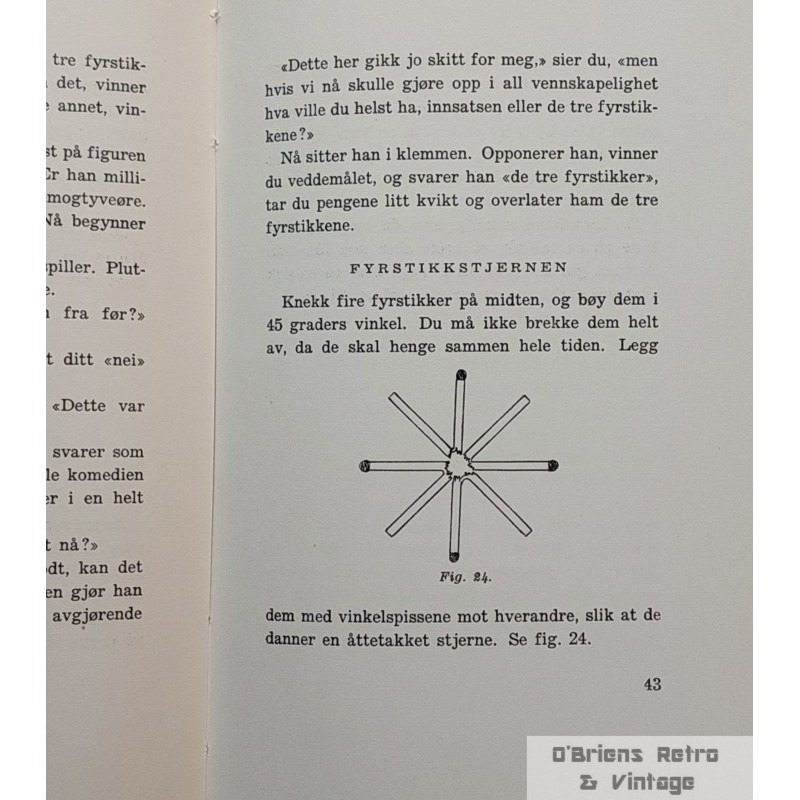 tre fyrstik-
det, vinner
annet, vin-
st på figuren
Er han milli-
mogtyveøre.
Nå begynner
spiller. Plut-
e.
fra før?»
t ditt «nei»
«Dette var
svarer som
le komedien
er i en helt
t nå?»
odt, kan det
en gjør han
avgjørende
«Dette her gikk jo skitt for meg,» sier du, «men
hvis vi nå skulle gjøre opp i all vennskapelighet
hva ville du helst ha, innsatsen eller de tre fyrstik-
kene?»
Nå sitter han i klemmen. Opponerer han, vinner
du veddemålet, og svarer han «de tre fyrstikker»,
tar du pengene litt kvikt og overlater ham de tre
fyrstikkene.
FYRSTIKKSTJERNEN
Knekk fire fyrstikker på midten, og bøy dem i
45 graders vinkel. Du må ikke brekke dem helt
av, da de skal henge sammen hele tiden. Legg
Fig. 24.
dem med vinkelspissene mot hverandre, slik at de
danner en åttetakket stjerne. Se fig. 24.
43
O'Briens Retro
& Vintage